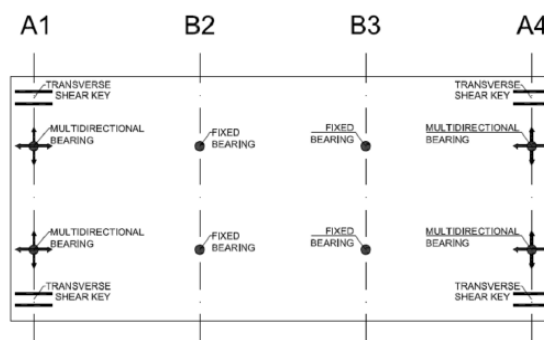 A1 B2 B3 A4
TRANSVERSE
SHEAR KEY
TRANSVERSE
SHEAR KEY
MULTIDIRECTIONAL
BEARING
FIXED
BEARING
FIXED
BEARING
MULTIDIRECTIONAL
BEARING
MULTIDIRECTIONAL
BEARING
FIXED
BEARING
FIXED
BEARING
MULTIDIRECTIONAL
BEARING
TRANSVERSE
SHEAR KEY
TRANSVERSE
SHEAR KEY